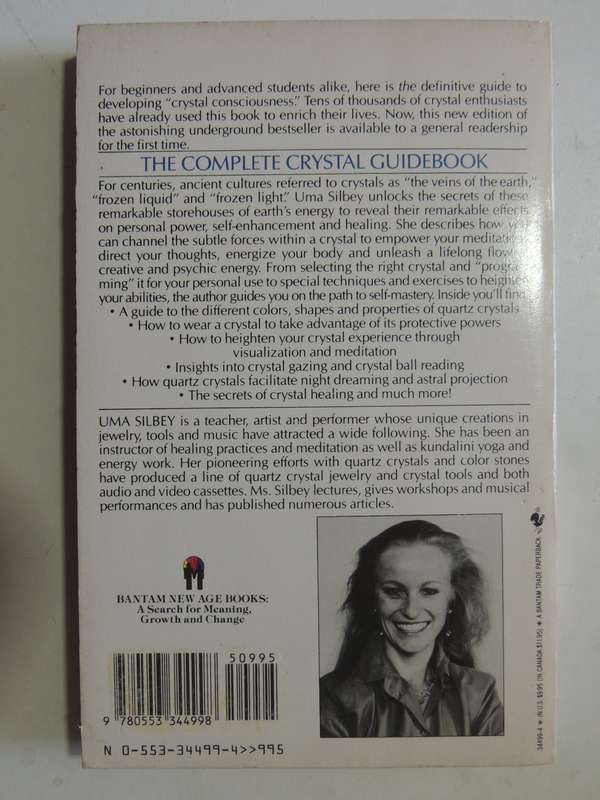 For beginners and advanced students alike, here is the definitive guide to
developing "crystal consciousness." Tens of thousands of crystal enthusiasts
have already used this book to enrich their lives. Now, this new edition of
the astonishing underground bestseller is available to a general readership
for the first time.
THE COMPLETE CRYSTAL GUIDEBOOK
For centuries, ancient cultures referred to crystals as "the veins of the earth,"
"frozen liquid" and "frozen light." Uma Silbey unlocks the secrets of these
remarkable storehouses of earth's energy to reveal their remarkable effects
on personal power, self-enhancement and healing. She describes how you
can channel the subtle forces within a crystal to empower your
direct your thoughts, energize your body and unleash a lifelong
creative and psychic energy. From selecting the right crystal and
ming" it for your personal use to special techniques and exercises to heighten
your abilities, the author guides you on the path to self-mastery. Inside you'll find:
• A guide to the different colors, shapes and properties of quartz crystals
• How to wear a crystal to take advantage of its protective powers
• How to heighten your crystal experience through
visualization and meditation
• Insights into crystal gazing and crystal ball reading
• How quartz crystals facilitate night dreaming and astral projection
• The secrets of crystal healing and much more!
UMA SILBEY is a teacher, artist and performer whose unique creations in
jewelry, tools and music have attracted a wide following. She has been an
instructor of healing practices and meditation as well as kundalini yoga and
energy work. Her pioneering efforts with quartz crystals and color stones
have produced a line of quartz crystal jewelry and crystal tools and both
audio and video cassettes. Ms. Silbey lectures, gives workshops and musical
performances and has published numerous articles.
BANTAM NEW AGE BOOKS:
A Search for Meaning,
Growth and Change
50995
9 780553 344998
N 0-553-34499-4>>995
34499-4 ★ IN U.S. $9.95 (IN CANADA $11.95) ★ A BANTAM TRADE PAPERBACK